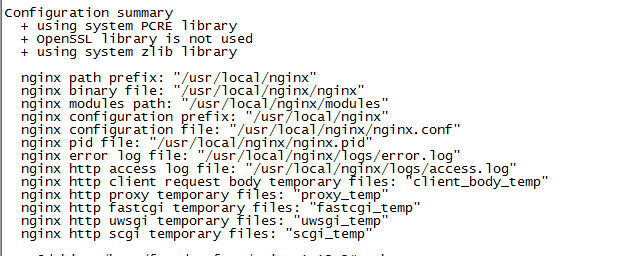 Configuration summary
+ using system PCRE library
+ OpenSSL library is not used
+ using system zlib library
nginx path prefix: "/usr/local/nginx"
nginx binary file: "/usr/local/nginx/nginx"
nginx modules path: "/usr/local/nginx/modules"
nginx configuration prefix: "/usr/local/nginx"
nginx configuration file: "/usr/local/nginx/nginx.conf"
nginx pid file: "/usr/local/nginx/nginx.pid"
nginx error log file: "/usr/local/nginx/logs/error.log"
nginx http access log file: "/usr/local/nginx/logs/access.log"
nginx http client request body temporary files: "client_body_temp"
nginx http proxy temporary files: "proxy_temp"
nginx http fastcgi temporary files: "fastcgi_temp"
nginx http uwsgi temporary files: "uwsgi_temp"
nginx http scgi temporary files: "scgi_temp"